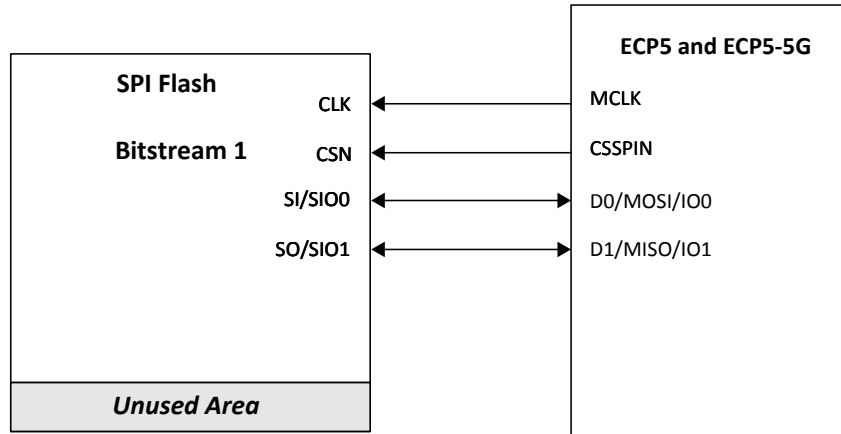 ECP5 and ECP5-5G
SPI Flash
CLK
MCLK
Bitstream 1
CSN
CSSPIN
SI/SIO0
D0/MOSI/IO0
SO/SIO1
D1/MISO/IO1
Unused Area